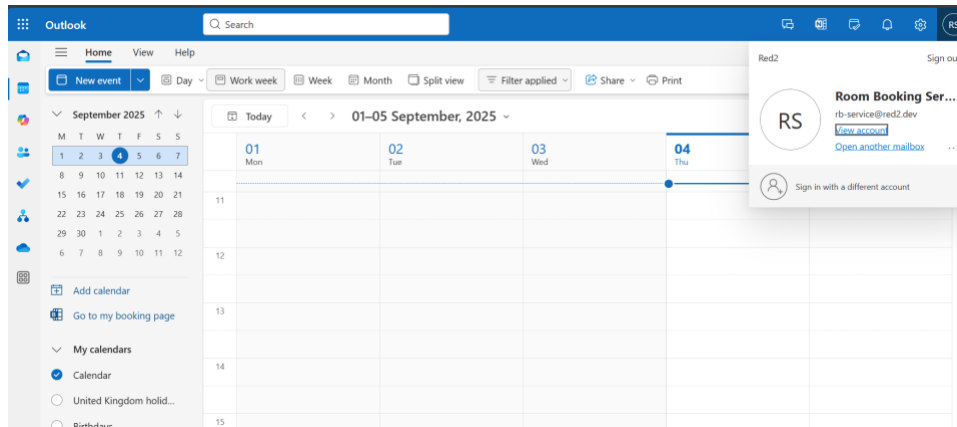 Outlook
Search
RS
Home View Help
New event Day Work week Week Month Split view Filter applied Share Print
Red2 Sign ou
RS
Room Booking Ser...
rb-service@red2.dev
View account
Open another mailbox
Sign in with a different account
September 2025
M T W T F S S
1 2 3 4 5 6 7
8 9 10 11 12 13 14
15 16 17 18 19 20 21
22 23 24 25 26 27 28
29 30 1 2 3 4 5
6 7 8 9 10 11 12
Add calendar
Go to my booking page
My calendars
Calendar
United Kingdom holid...
Birthdays
Today 01–05 September, 2025
01 02 03 04
Mon Tue Wed Thu
11
12
13
14
15